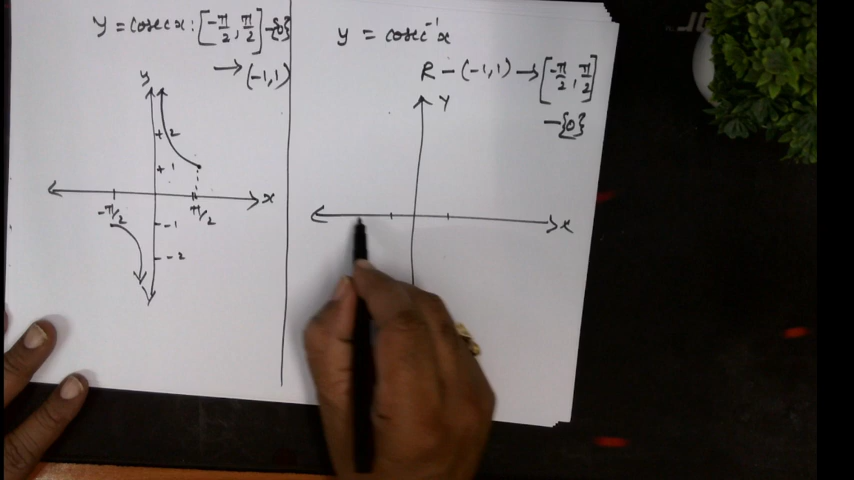 y = cosec x : [-π/2, π/2] - {0}
→ (-1,1)
y
+ 2
+ 1
x
-π/2
π/2
- 1
- 2
y = cosec⁻¹x
R - (-1,1) → [-π/2, π/2]
- {0}
y
x